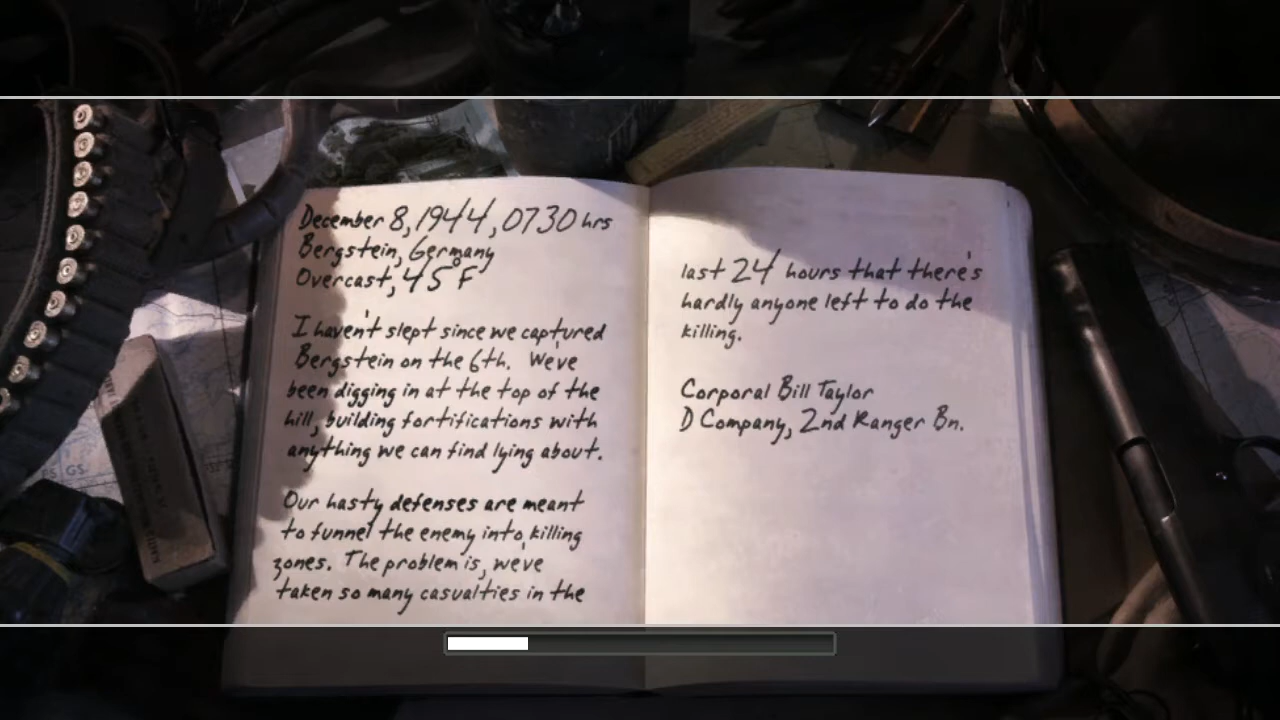 December 8, 1944, 0730 hrs
Bergstein, Germany
Overcast, 45° F
I haven't slept since we captured
Bergstein on the 6th. We've
been digging in at the top of the
hill, building fortifications with
anything we can find lying about.
Our hasty defenses are meant
to funnel the enemy into killing
zones. The problem is, we've
taken so many casualties in the
last 24 hours that there's
hardly anyone left to do the
killing.
Corporal Bill Taylor
D Company, 2nd Ranger Bn.